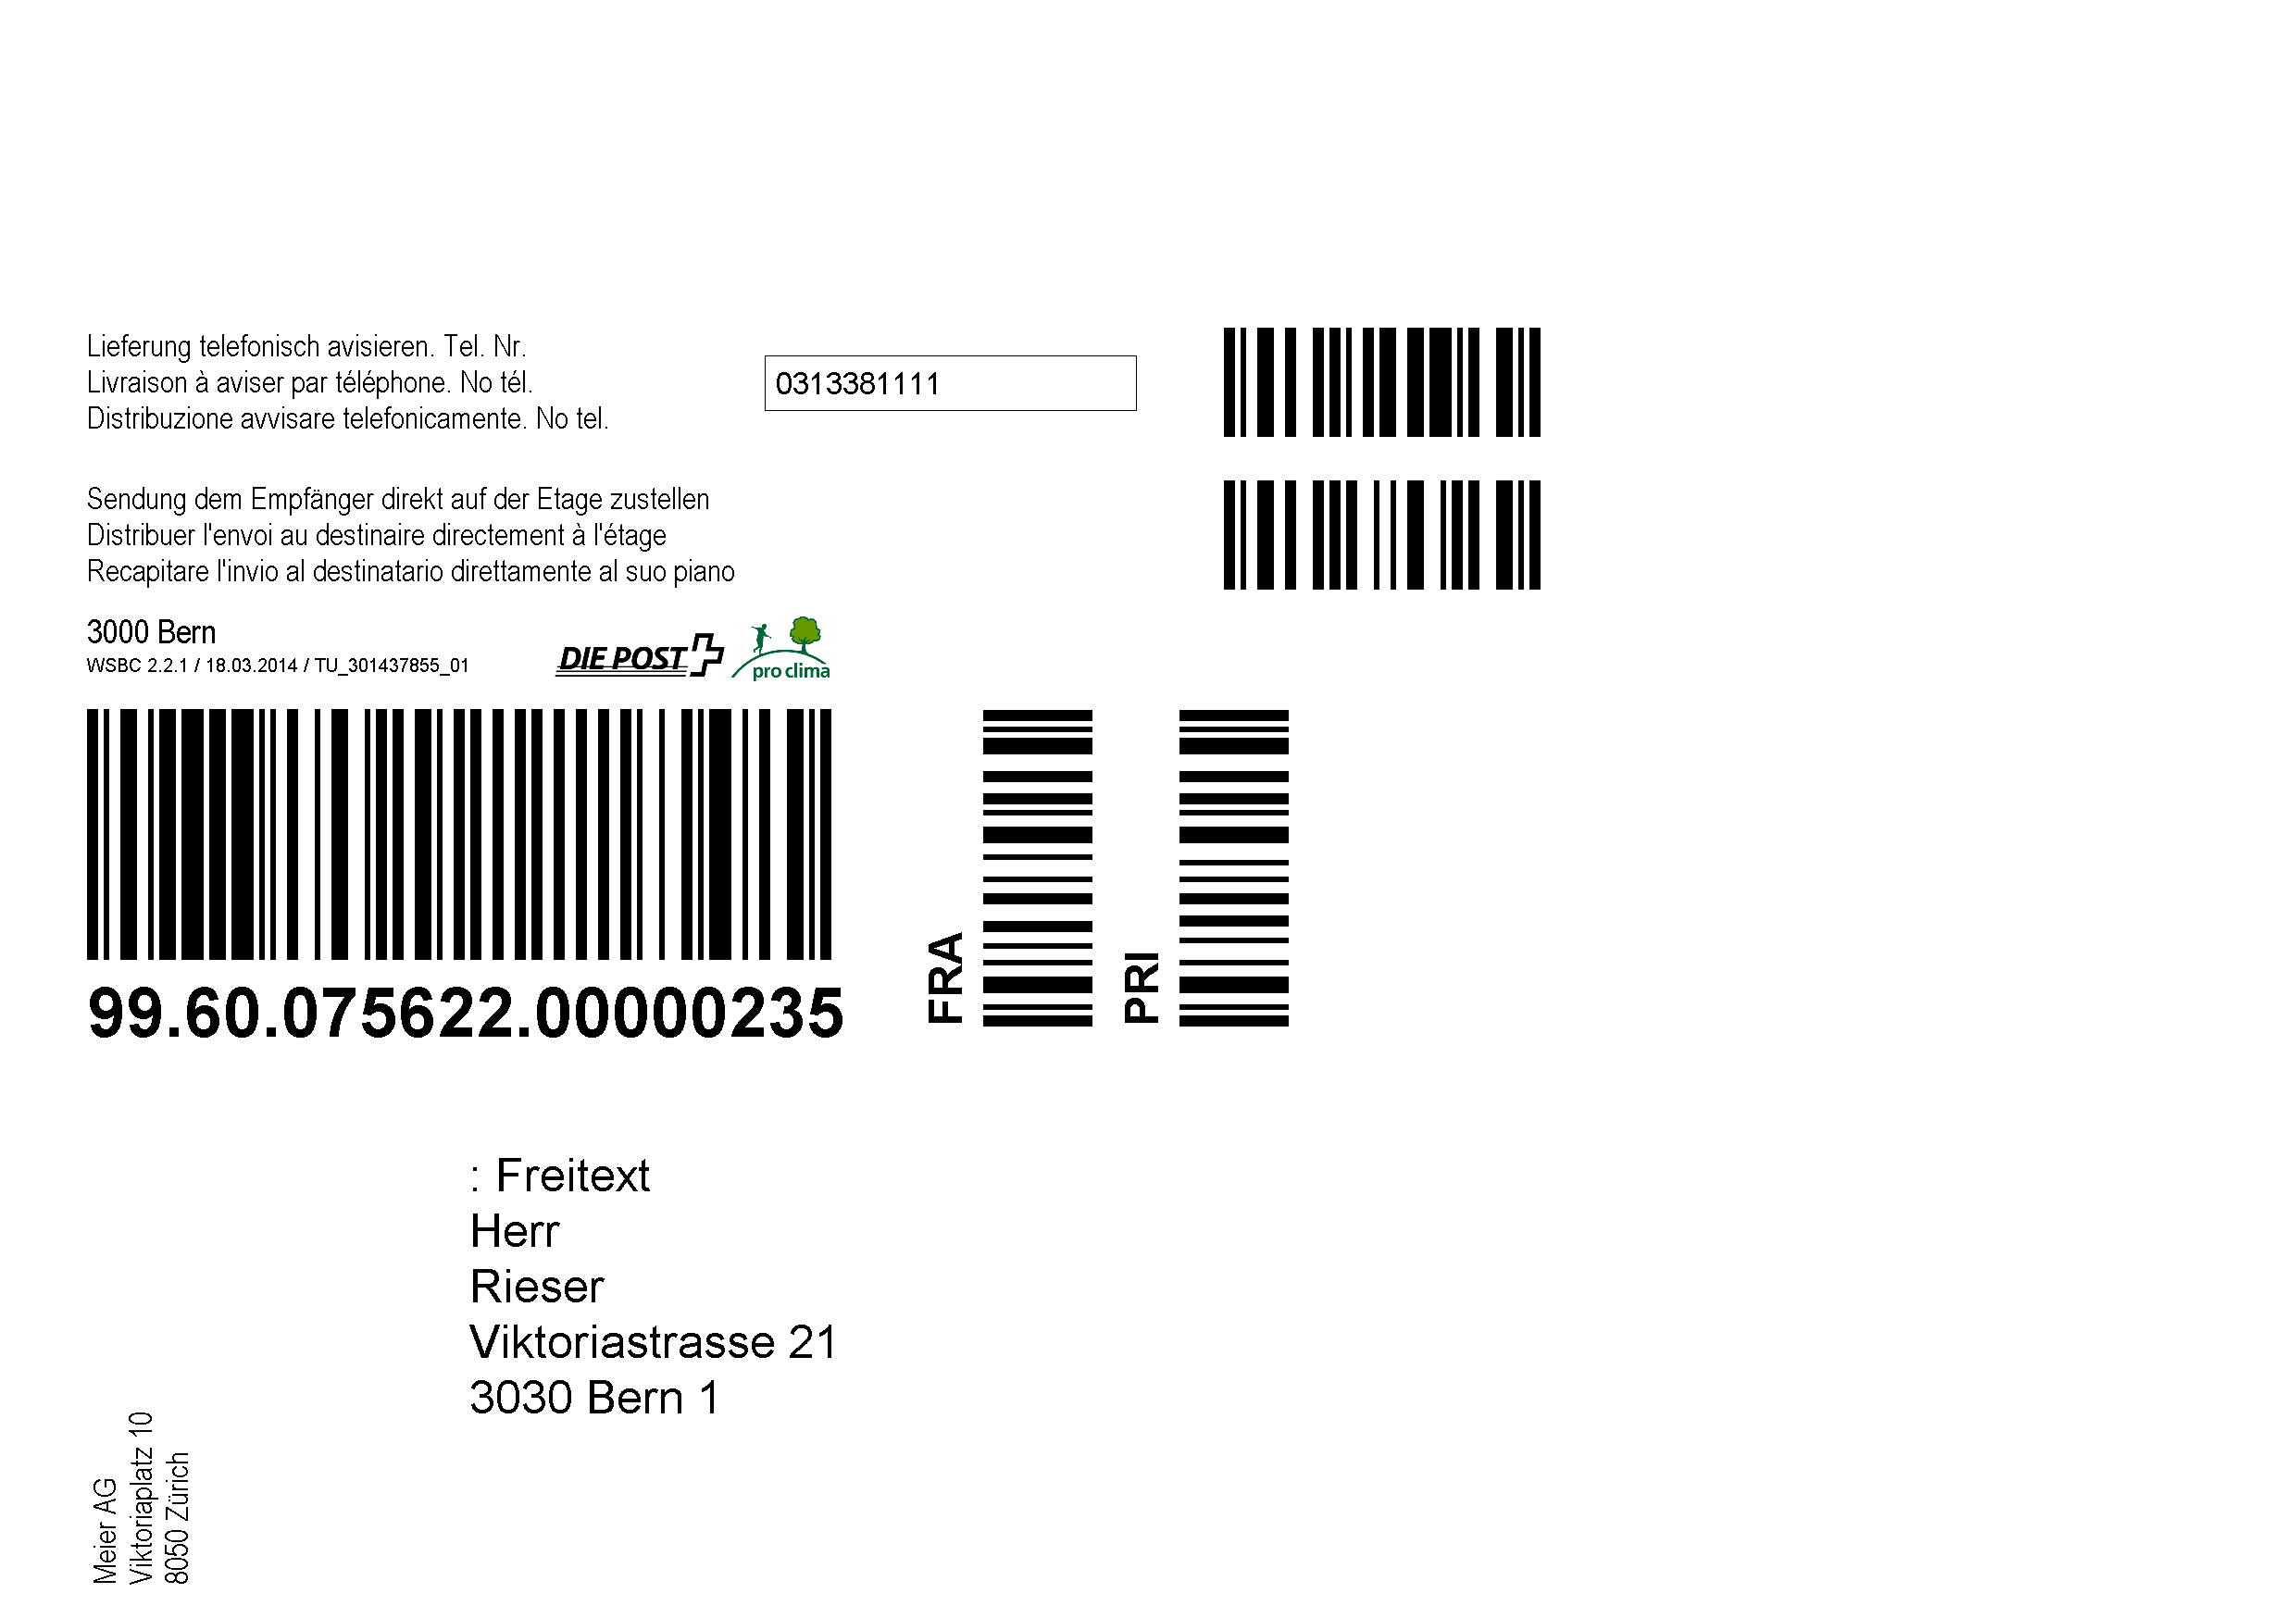 Lieferung telefonisch avisieren. Tel. Nr.
Livraison à aviser par téléphone. No tél.
Distribuzione avvisare telefonicamente. No tel.
0313381111
Sendung dem Empfänger direkt auf der Etage zustellen
Distribuer l'envoi au destinaire directement à l'étage
Recapitare l'invio al destinatario direttamente al suo piano
3000 Bern
WSBC 2.2.1 / 18.03.2014 / TU_301437855_01
DIE POST
pro clima
99.60.075622.00000235
FRA
PRI
: Freitext
Herr
Rieser
Viktoriastrasse 21
3030 Bern 1
Meier AG
Viktoriaplatz 10
8050 Zürich